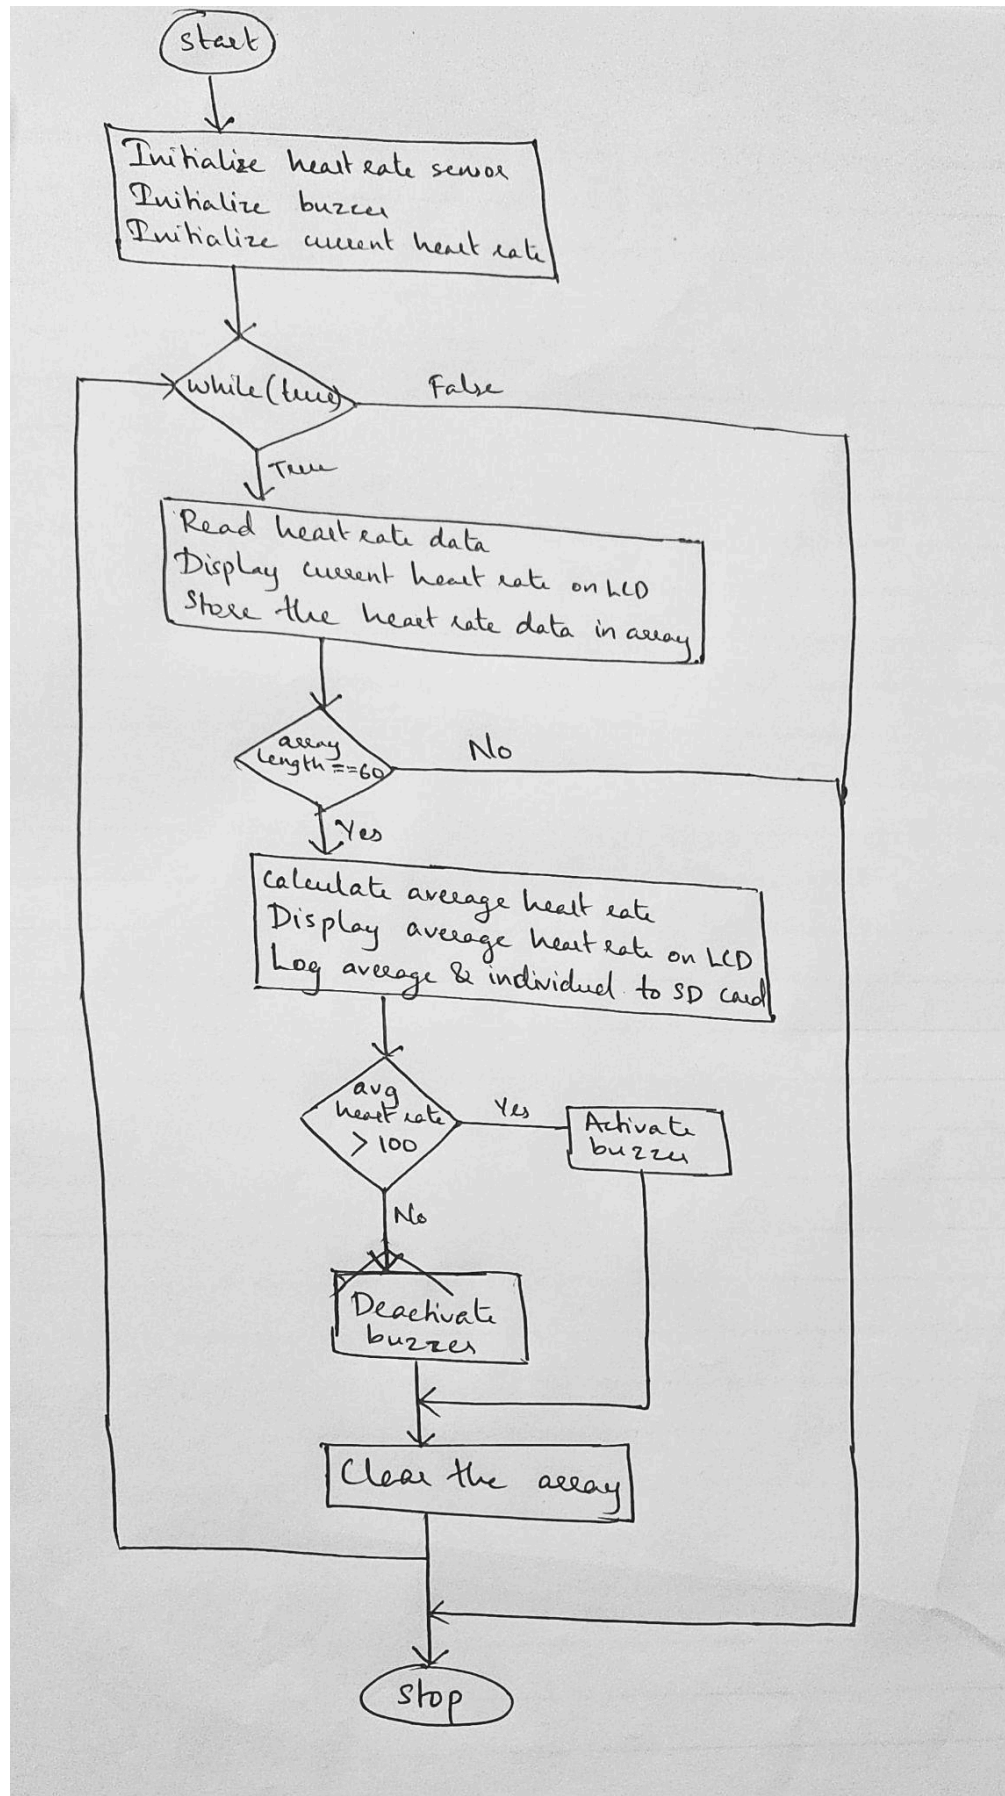 start
Initialize heart rate sensor
Initialize buzzer
Initialize current heart rate
while(true)
False
True
Read heart rate data
Display current heart rate on LCD
Store the heart rate data in array
array
length==60
No
Yes
Calculate average heart rate
Display average heart rate on LCD
Log average & individual to SD card
avg
heart rate
> 100
Yes
Activate
buzzer
No
Deactivate
buzzer
Clear the array
stop